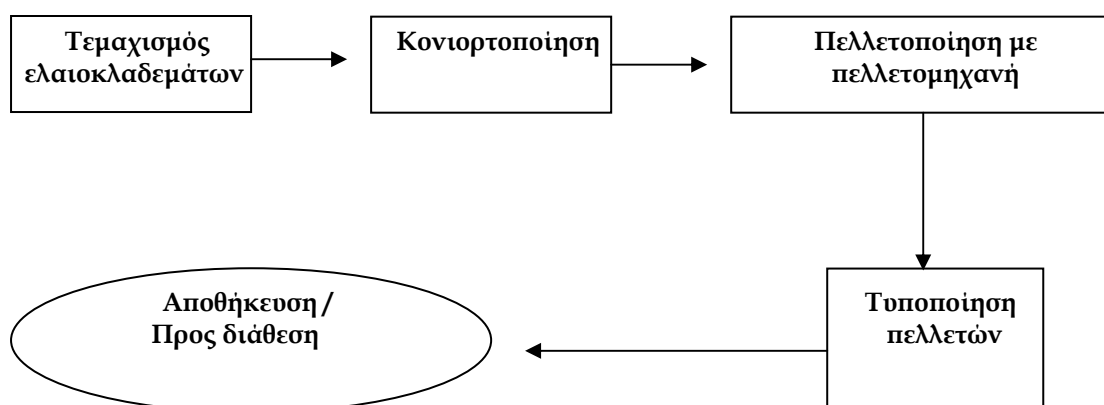 Τεμαχισμός
ελαιοκλαδεμάτων
Κονιορτοποίηση
Πελλετοποίηση με
πελλετομηχανή
Τυποποίηση
πελλετών
Αποθήκευση /
Προς διάθεση